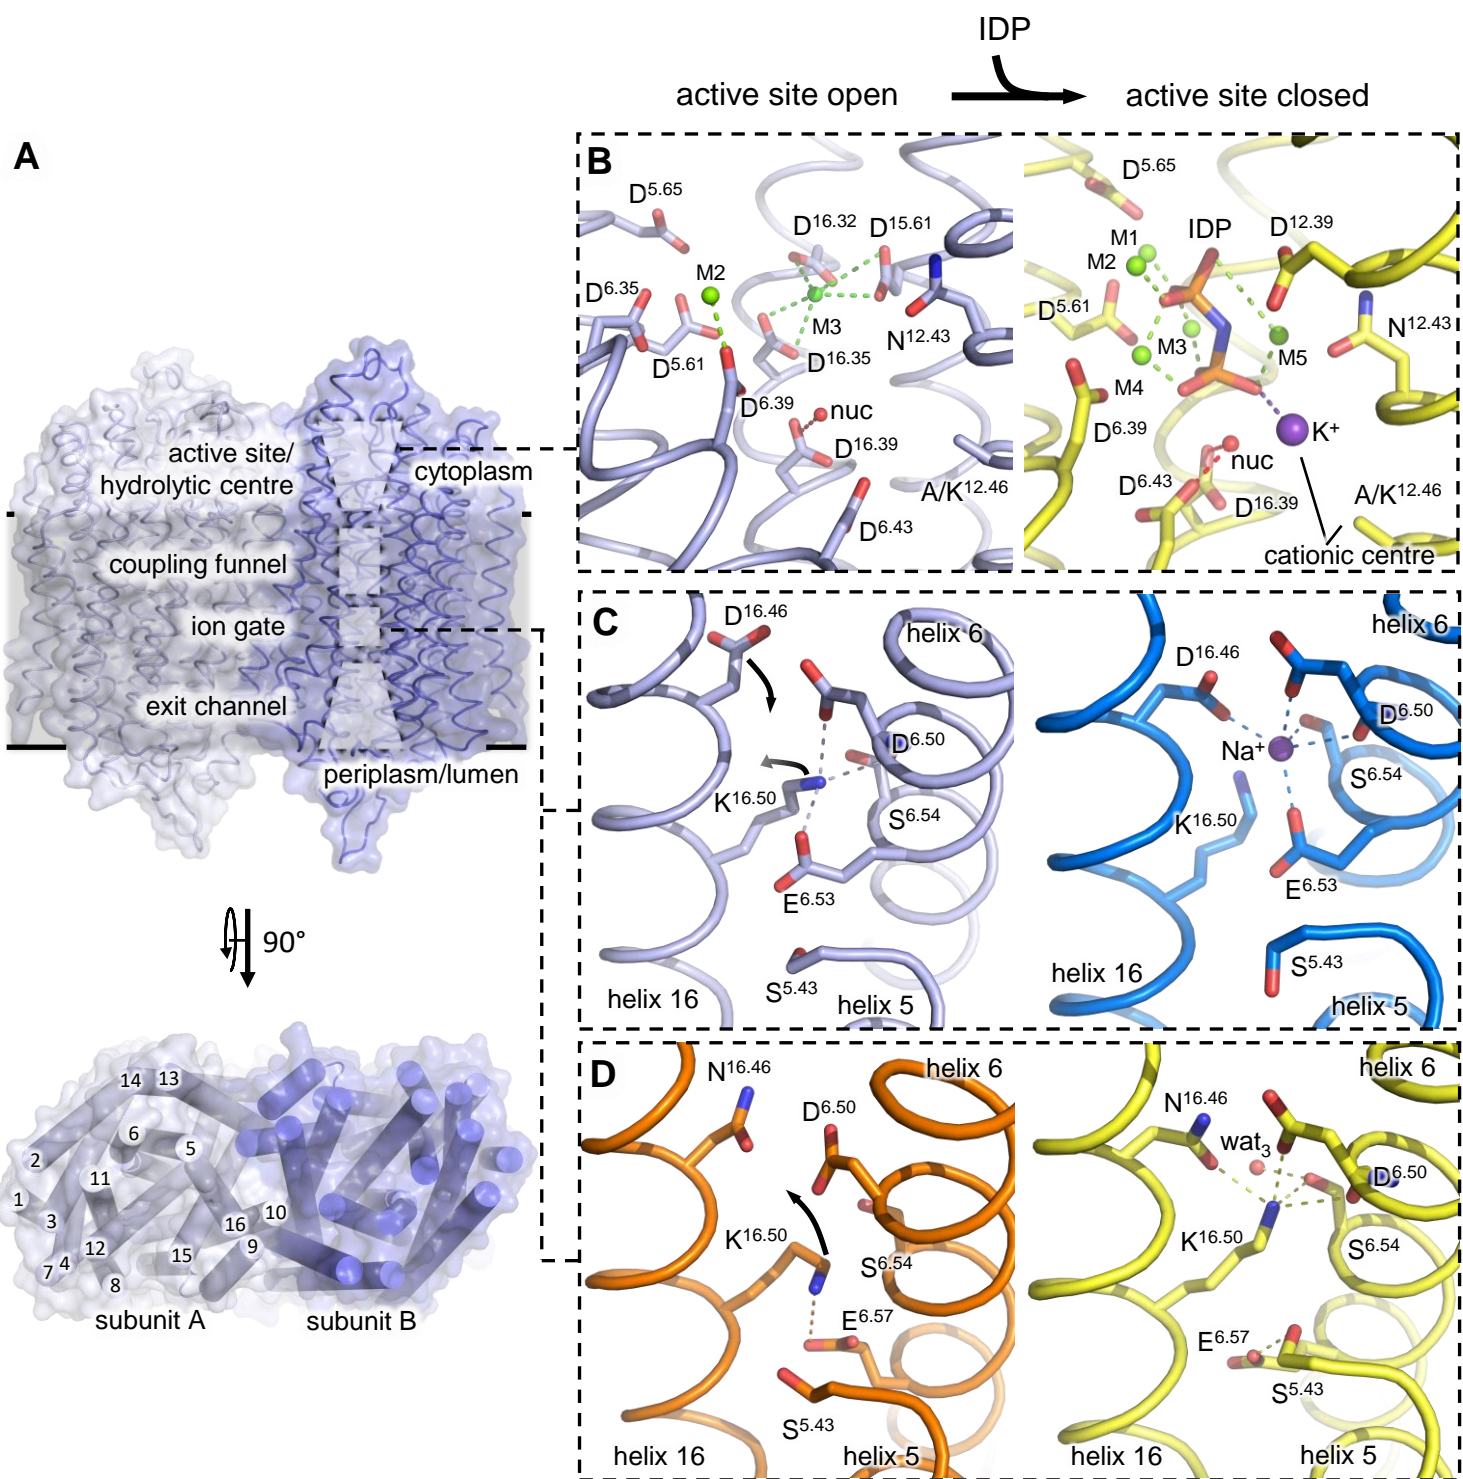 IDP
active site open
active site closed
A
active site/
hydrolytic centre
cytoplasm
coupling funnel
ion gate
exit channel
periplasm/lumen
90°
14
13
6
5
2
11
1
3
10
16
12
9
4
15
7
8
subunit A
subunit B
B
D5.65
D16.32
D15.61
M2
D6.35
M3
N12.43
D5.61
D16.35
D6.39
nuc
D16.39
A/K12.46
D6.43
D5.65
IDP
D12.39
M1
M2
D5.61
N12.43
M3
M5
M4
D6.39
K+
nuc
D6.43
D16.39
A/K12.46
cationic centre
C
D16.46
helix 6
D6.50
K16.50
S6.54
E6.53
S5.43
helix 16
helix 5
helix 6
D16.46
D6.50
Na+
S6.54
K16.50
E6.53
S5.43
helix 16
helix 5
D
N16.46
helix 6
D6.50
K16.50
S6.54
E6.57
S5.43
helix 16
helix 5
helix 6
N16.46
wat3
D6.50
K16.50
S6.54
E6.57
S5.43
helix 16
helix 5